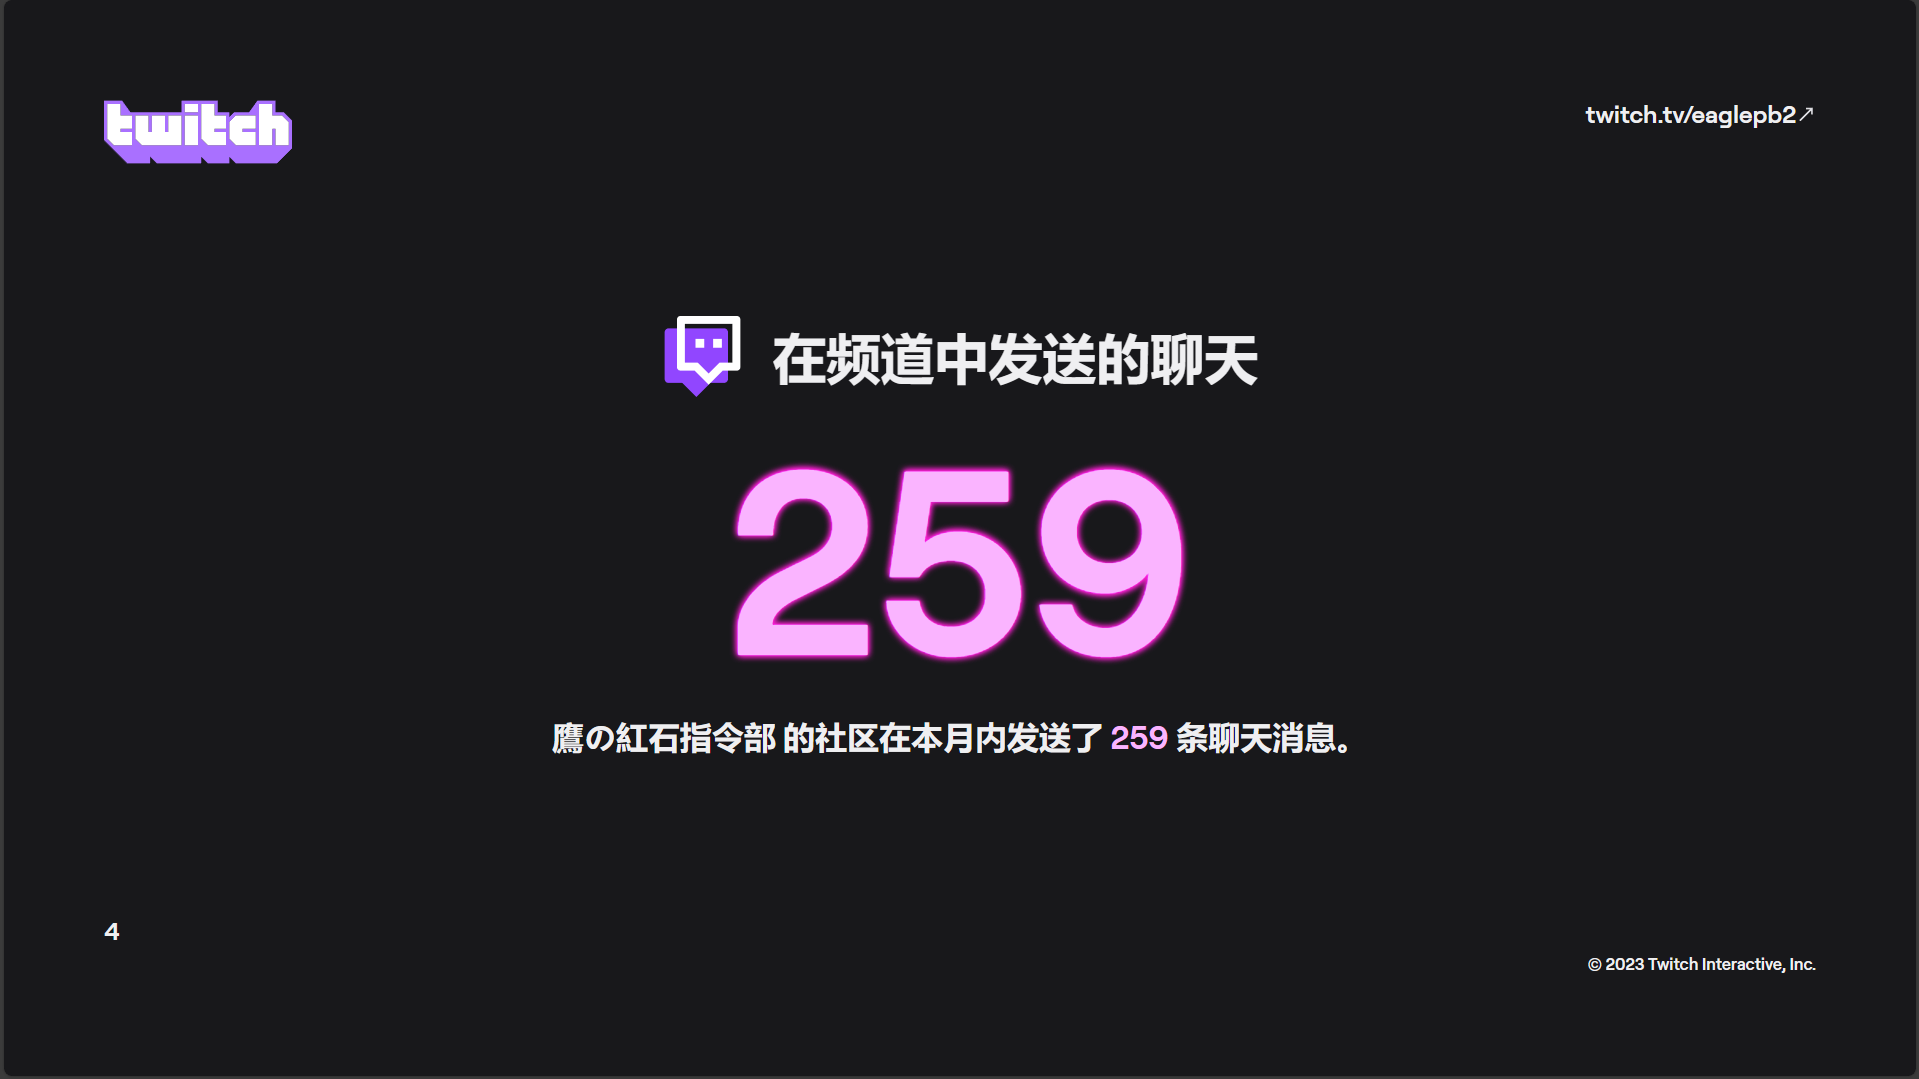 twitch
twitch.tv/eaglepb2↗
在频道中发送的聊天
259
鷹の紅石指令部 的社区在本月内发送了 259 条聊天消息。
4
© 2023 Twitch Interactive, Inc.